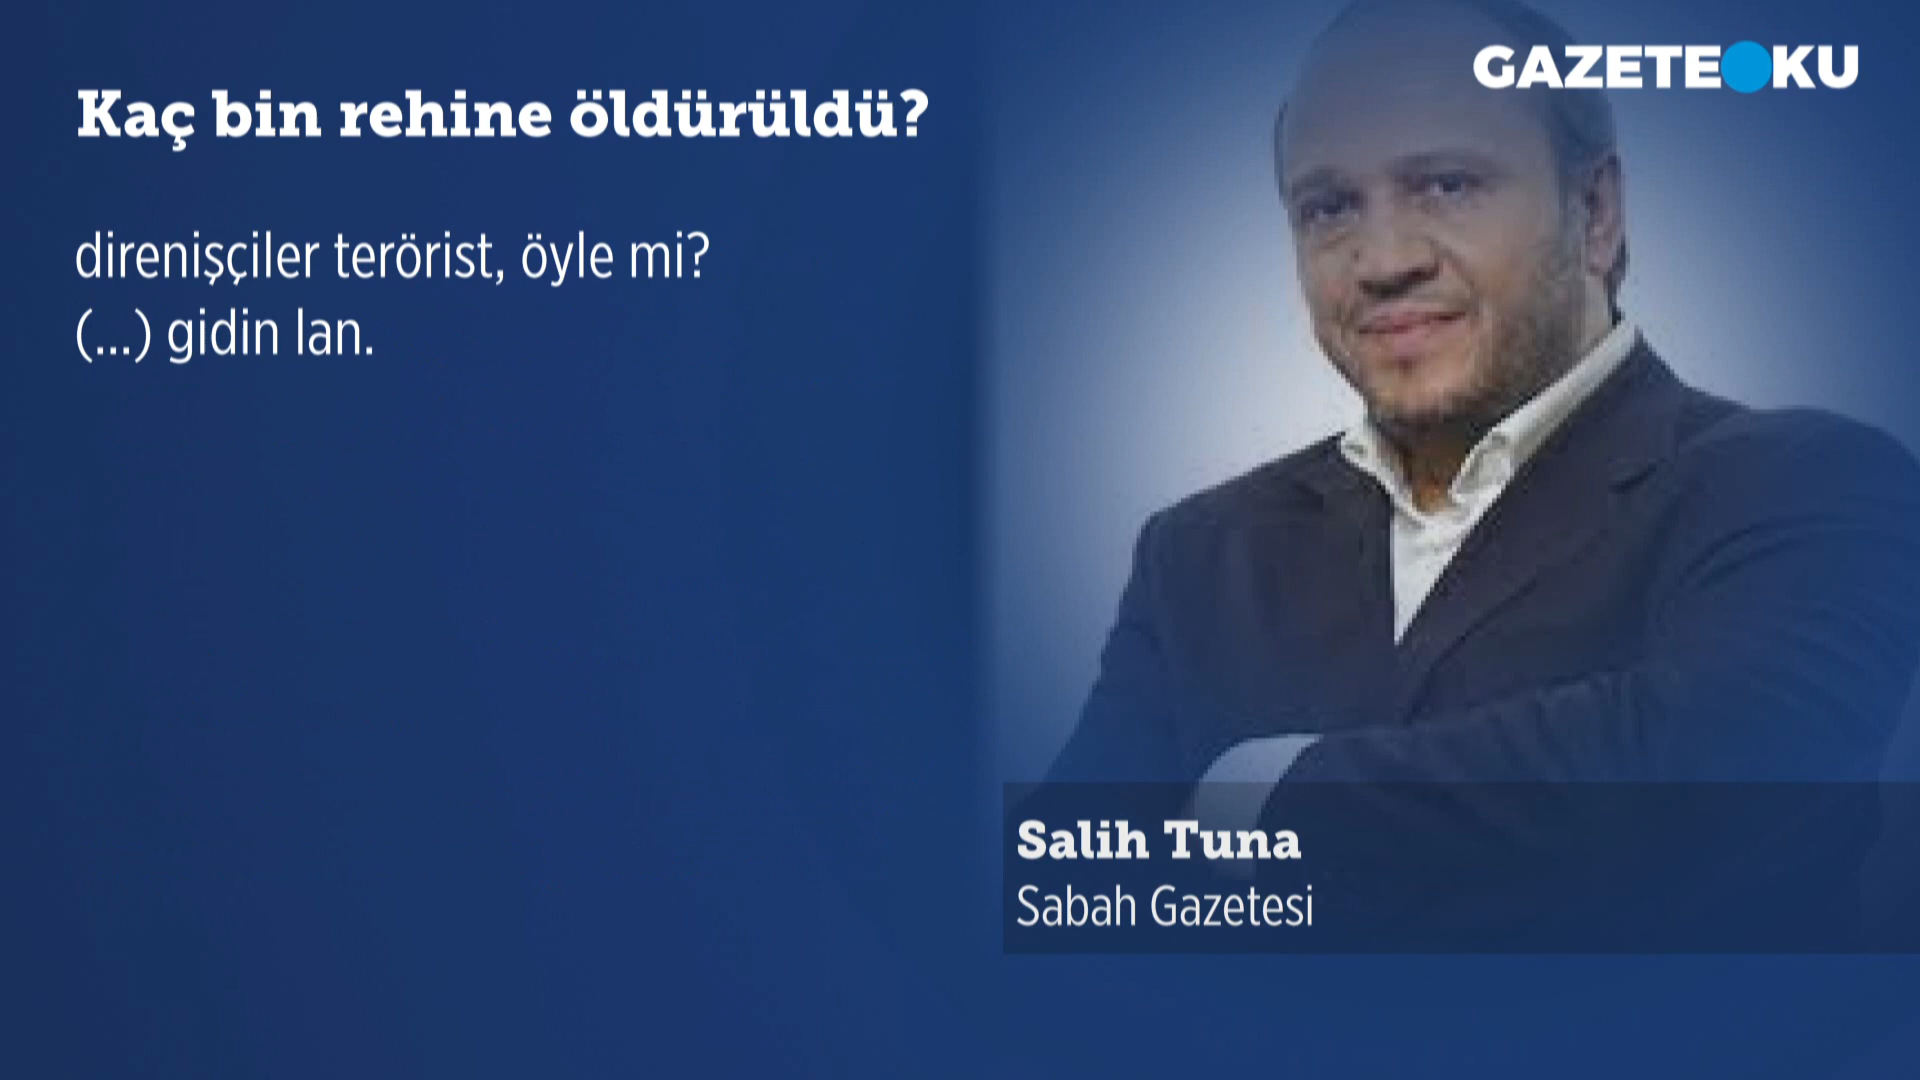 GAZETEOKU
Kaç bin rehine öldürüldü?
direnişçiler terörist, öyle mi?
(...) gidin lan.
Salih Tuna
Sabah Gazetesi